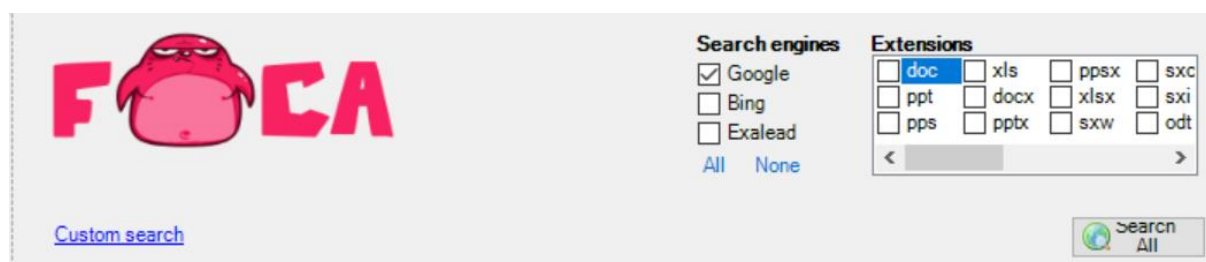 FOCA
Search engines
Google
Bing
Exalead
All None
Extensions
doc xls ppsx sxc
ppt docx xlsx sxi
pps pptx sxw odt
Custom search
Search
All